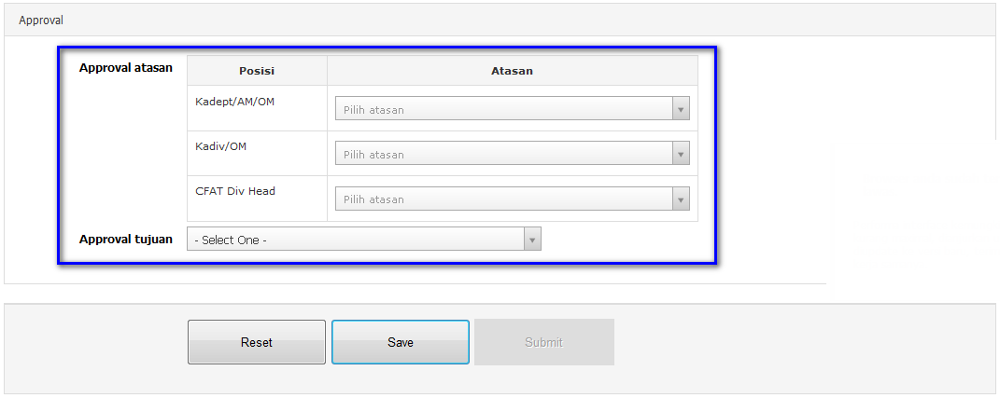 Approval
Approval atasan
Posisi Atasan
Kadept/AM/OM Pilih atasan
Kadiv/OM Pilih atasan
CFAT Div Head Pilih atasan
Approval tujuan - Select One -
Reset Save Submit